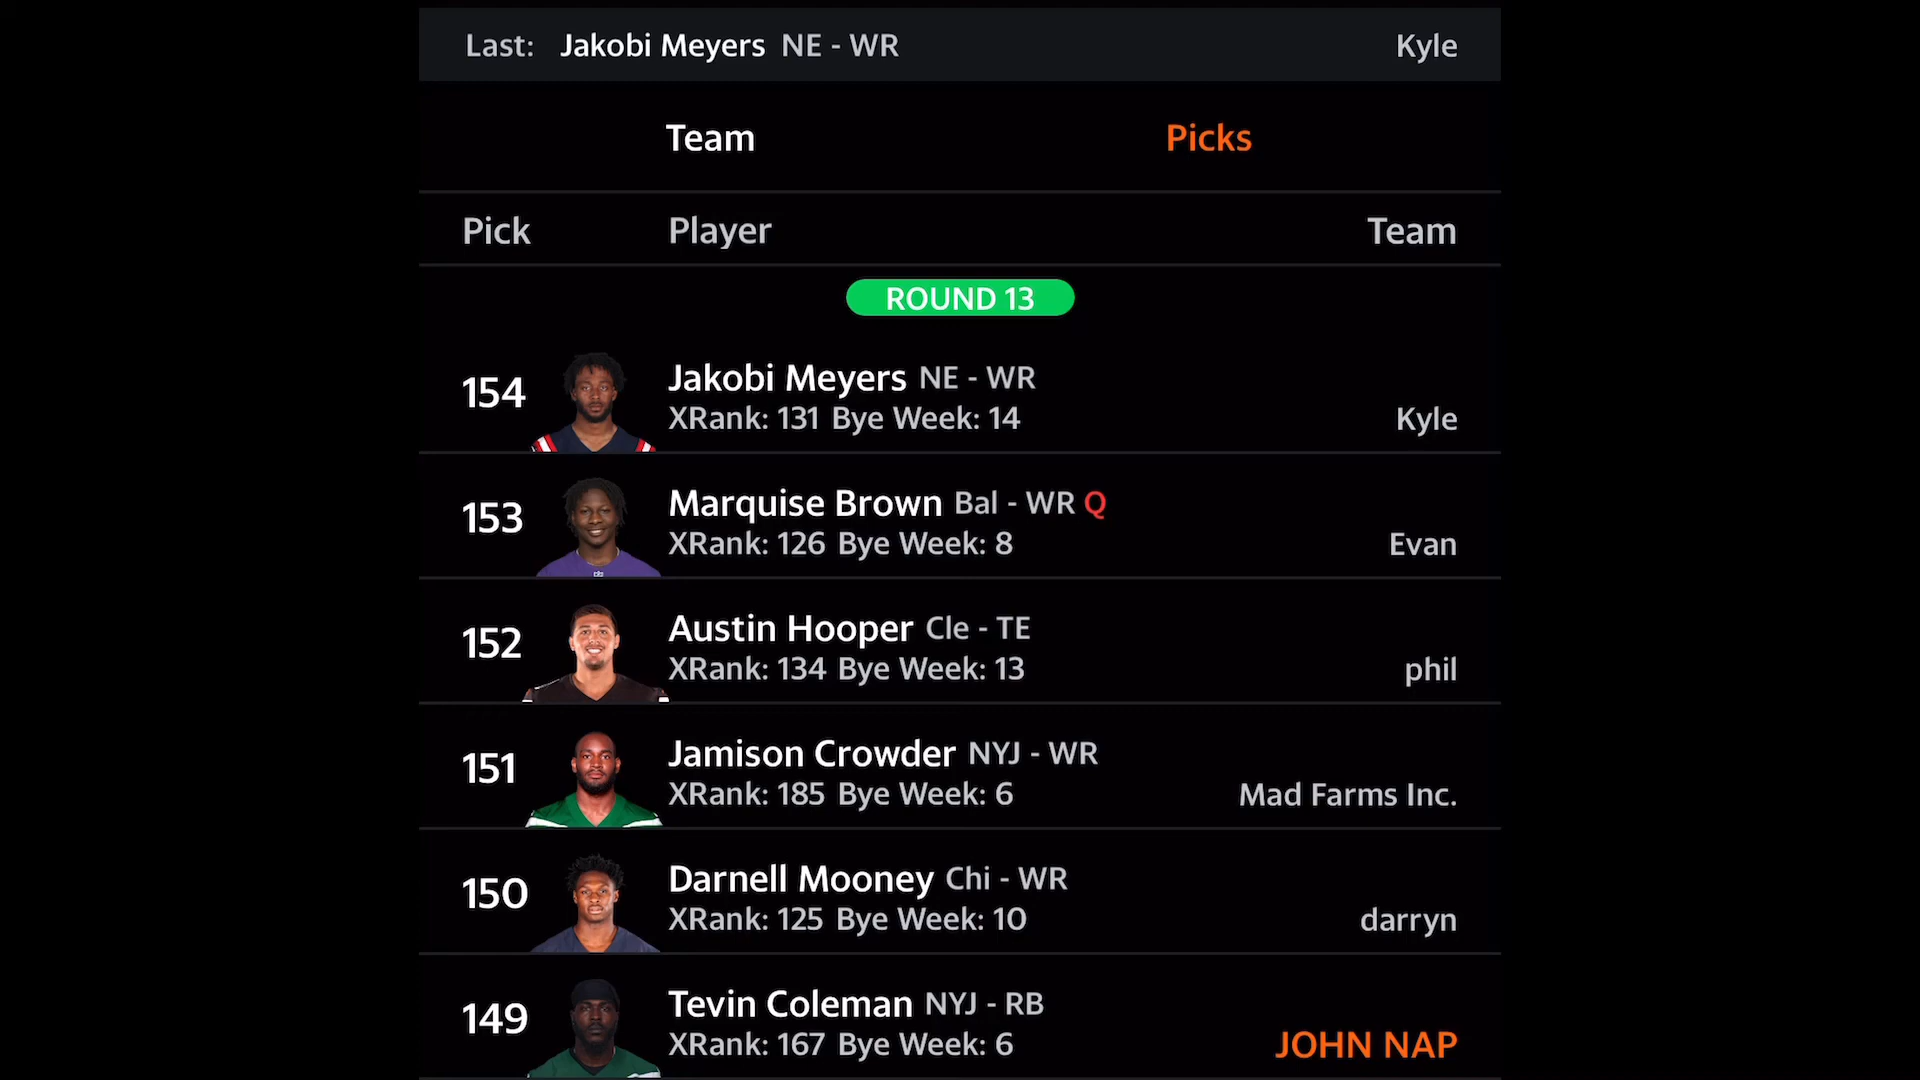 Last: Jakobi Meyers NE - WR Kyle
Team Picks
Pick Player Team
ROUND 13
154 Jakobi Meyers NE - WR
XRank: 131 Bye Week: 14 Kyle
153 Marquise Brown Bal - WR Q
XRank: 126 Bye Week: 8 Evan
152 Austin Hooper Cle - TE
XRank: 134 Bye Week: 13 phil
151 Jamison Crowder NYJ - WR
XRank: 185 Bye Week: 6 Mad Farms Inc.
150 Darnell Mooney Chi - WR
XRank: 125 Bye Week: 10 darryn
149 Tevin Coleman NYJ - RB
XRank: 167 Bye Week: 6 JOHN NAP